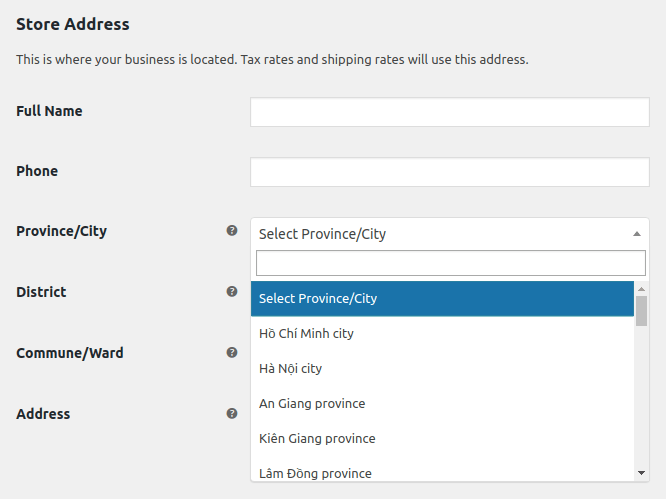 Store Address
This is where your business is located. Tax rates and shipping rates will use this address.
Full Name
Phone
Province/City
Select Province/City
Select Province/City
District
Hồ Chí Minh city
Commune/Ward
Hà Nội city
An Giang province
Address
Kiên Giang province
Lâm Đồng province